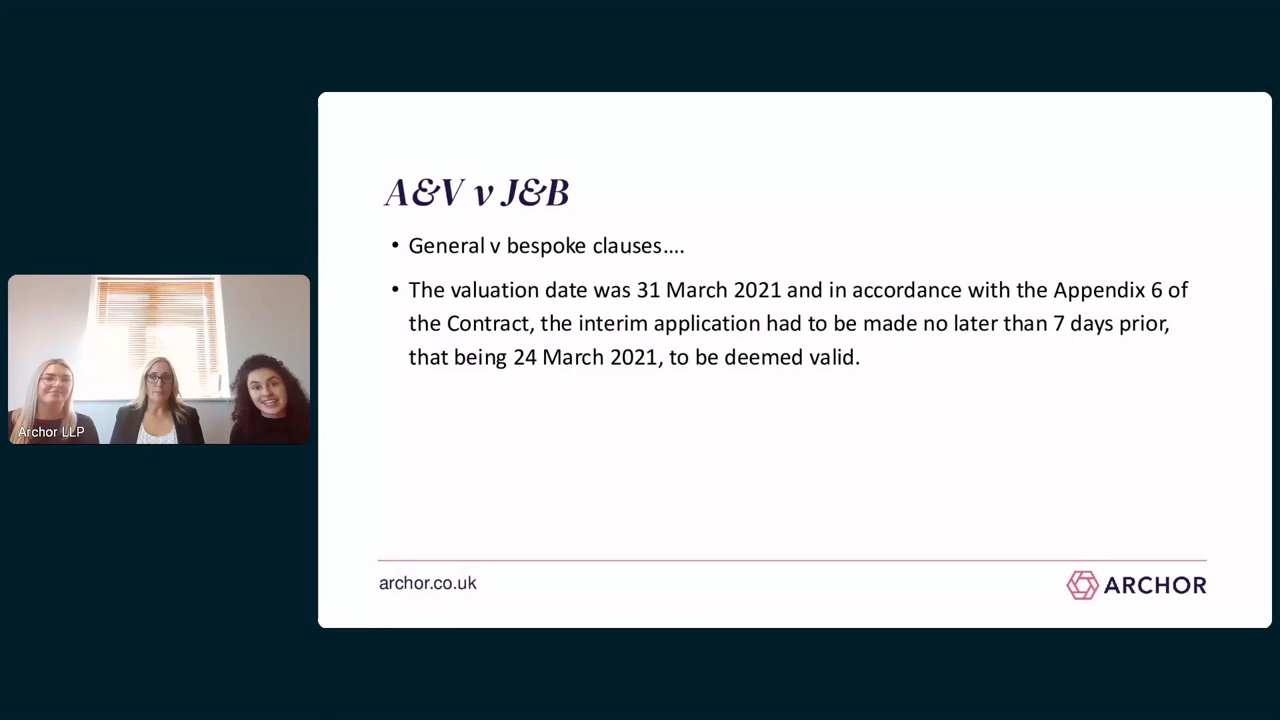 A&V v J&B
• General v bespoke clauses....
• The valuation date was 31 March 2021 and in accordance with the Appendix 6 of
the Contract, the interim application had to be made no later than 7 days prior,
that being 24 March 2021, to be deemed valid.
Archor LLP
archor.co.uk
ARCHOR